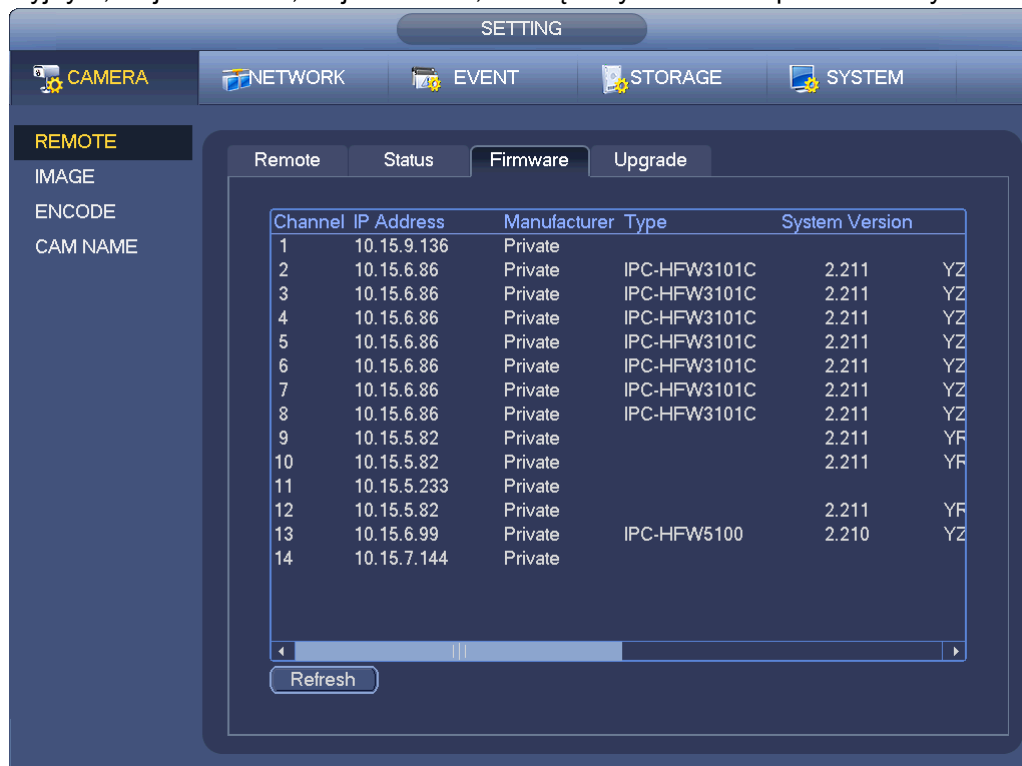 SETTING
CAMERA NETWORK EVENT STORAGE SYSTEM
REMOTE
IMAGE
ENCODE
CAM NAME
Remote Status Firmware Upgrade
Channel IP Address Manufacturer Type System Version
1 10.15.9.136 Private
2 10.15.6.86 Private IPC-HFW3101C 2.211 YZ
3 10.15.6.86 Private IPC-HFW3101C 2.211 YZ
4 10.15.6.86 Private IPC-HFW3101C 2.211 YZ
5 10.15.6.86 Private IPC-HFW3101C 2.211 YZ
6 10.15.6.86 Private IPC-HFW3101C 2.211 YZ
7 10.15.6.86 Private IPC-HFW3101C 2.211 YZ
8 10.15.6.86 Private IPC-HFW3101C 2.211 YZ
9 10.15.5.82 Private 2.211 YR
10 10.15.5.82 Private 2.211 YR
11 10.15.5.233 Private
12 10.15.5.82 Private 2.211 YR
13 10.15.6.99 Private IPC-HFW5100 2.210 YZ
14 10.15.7.144 Private
Refresh